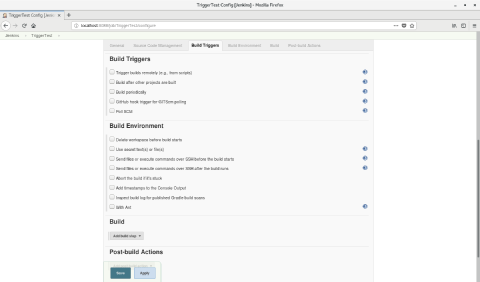 TriggerTest Config [Jenkins] - Mozilla Firefox
TriggerTest Config [Jenkins]
Jenkins
TriggerTest
General
Source Code Management
Build Triggers
Build Environment
Build
Post-build Actions
Build Triggers
Trigger builds remotely (e.g., from scripts)
Build after other projects are built
Build periodically
GitHub hook trigger for GITScm polling
Poll SCM
Build Environment
Delete workspace before build starts
Use secret text(s) or file(s)
Send files or execute commands over SSH before the build starts
Send files or execute commands over SSH after the build runs
Abort the build if it's stuck
Add timestamps to the Console Output
Inspect build log for published Gradle build scans
With Ant
Build
Add build step
Post-build Actions
Save
Apply